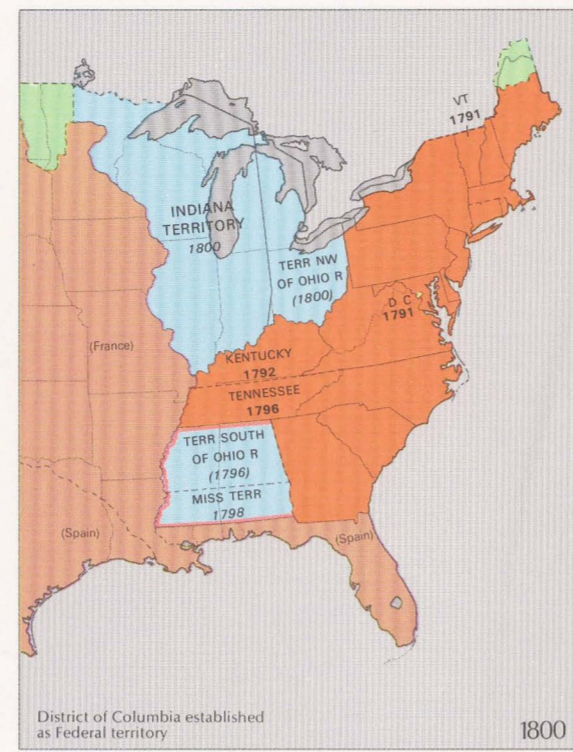 VT
1791
INDIANA
TERRITORY
1800
TERR NW
OF OHIO R
(1800)
D C
1791
(France)
KENTUCKY
1792
TENNESSEE
1796
TERR SOUTH
OF OHIO R
(1796)
MISS TERR
1798
(Spain)
(Spain)
District of Columbia established
as Federal territory
1800